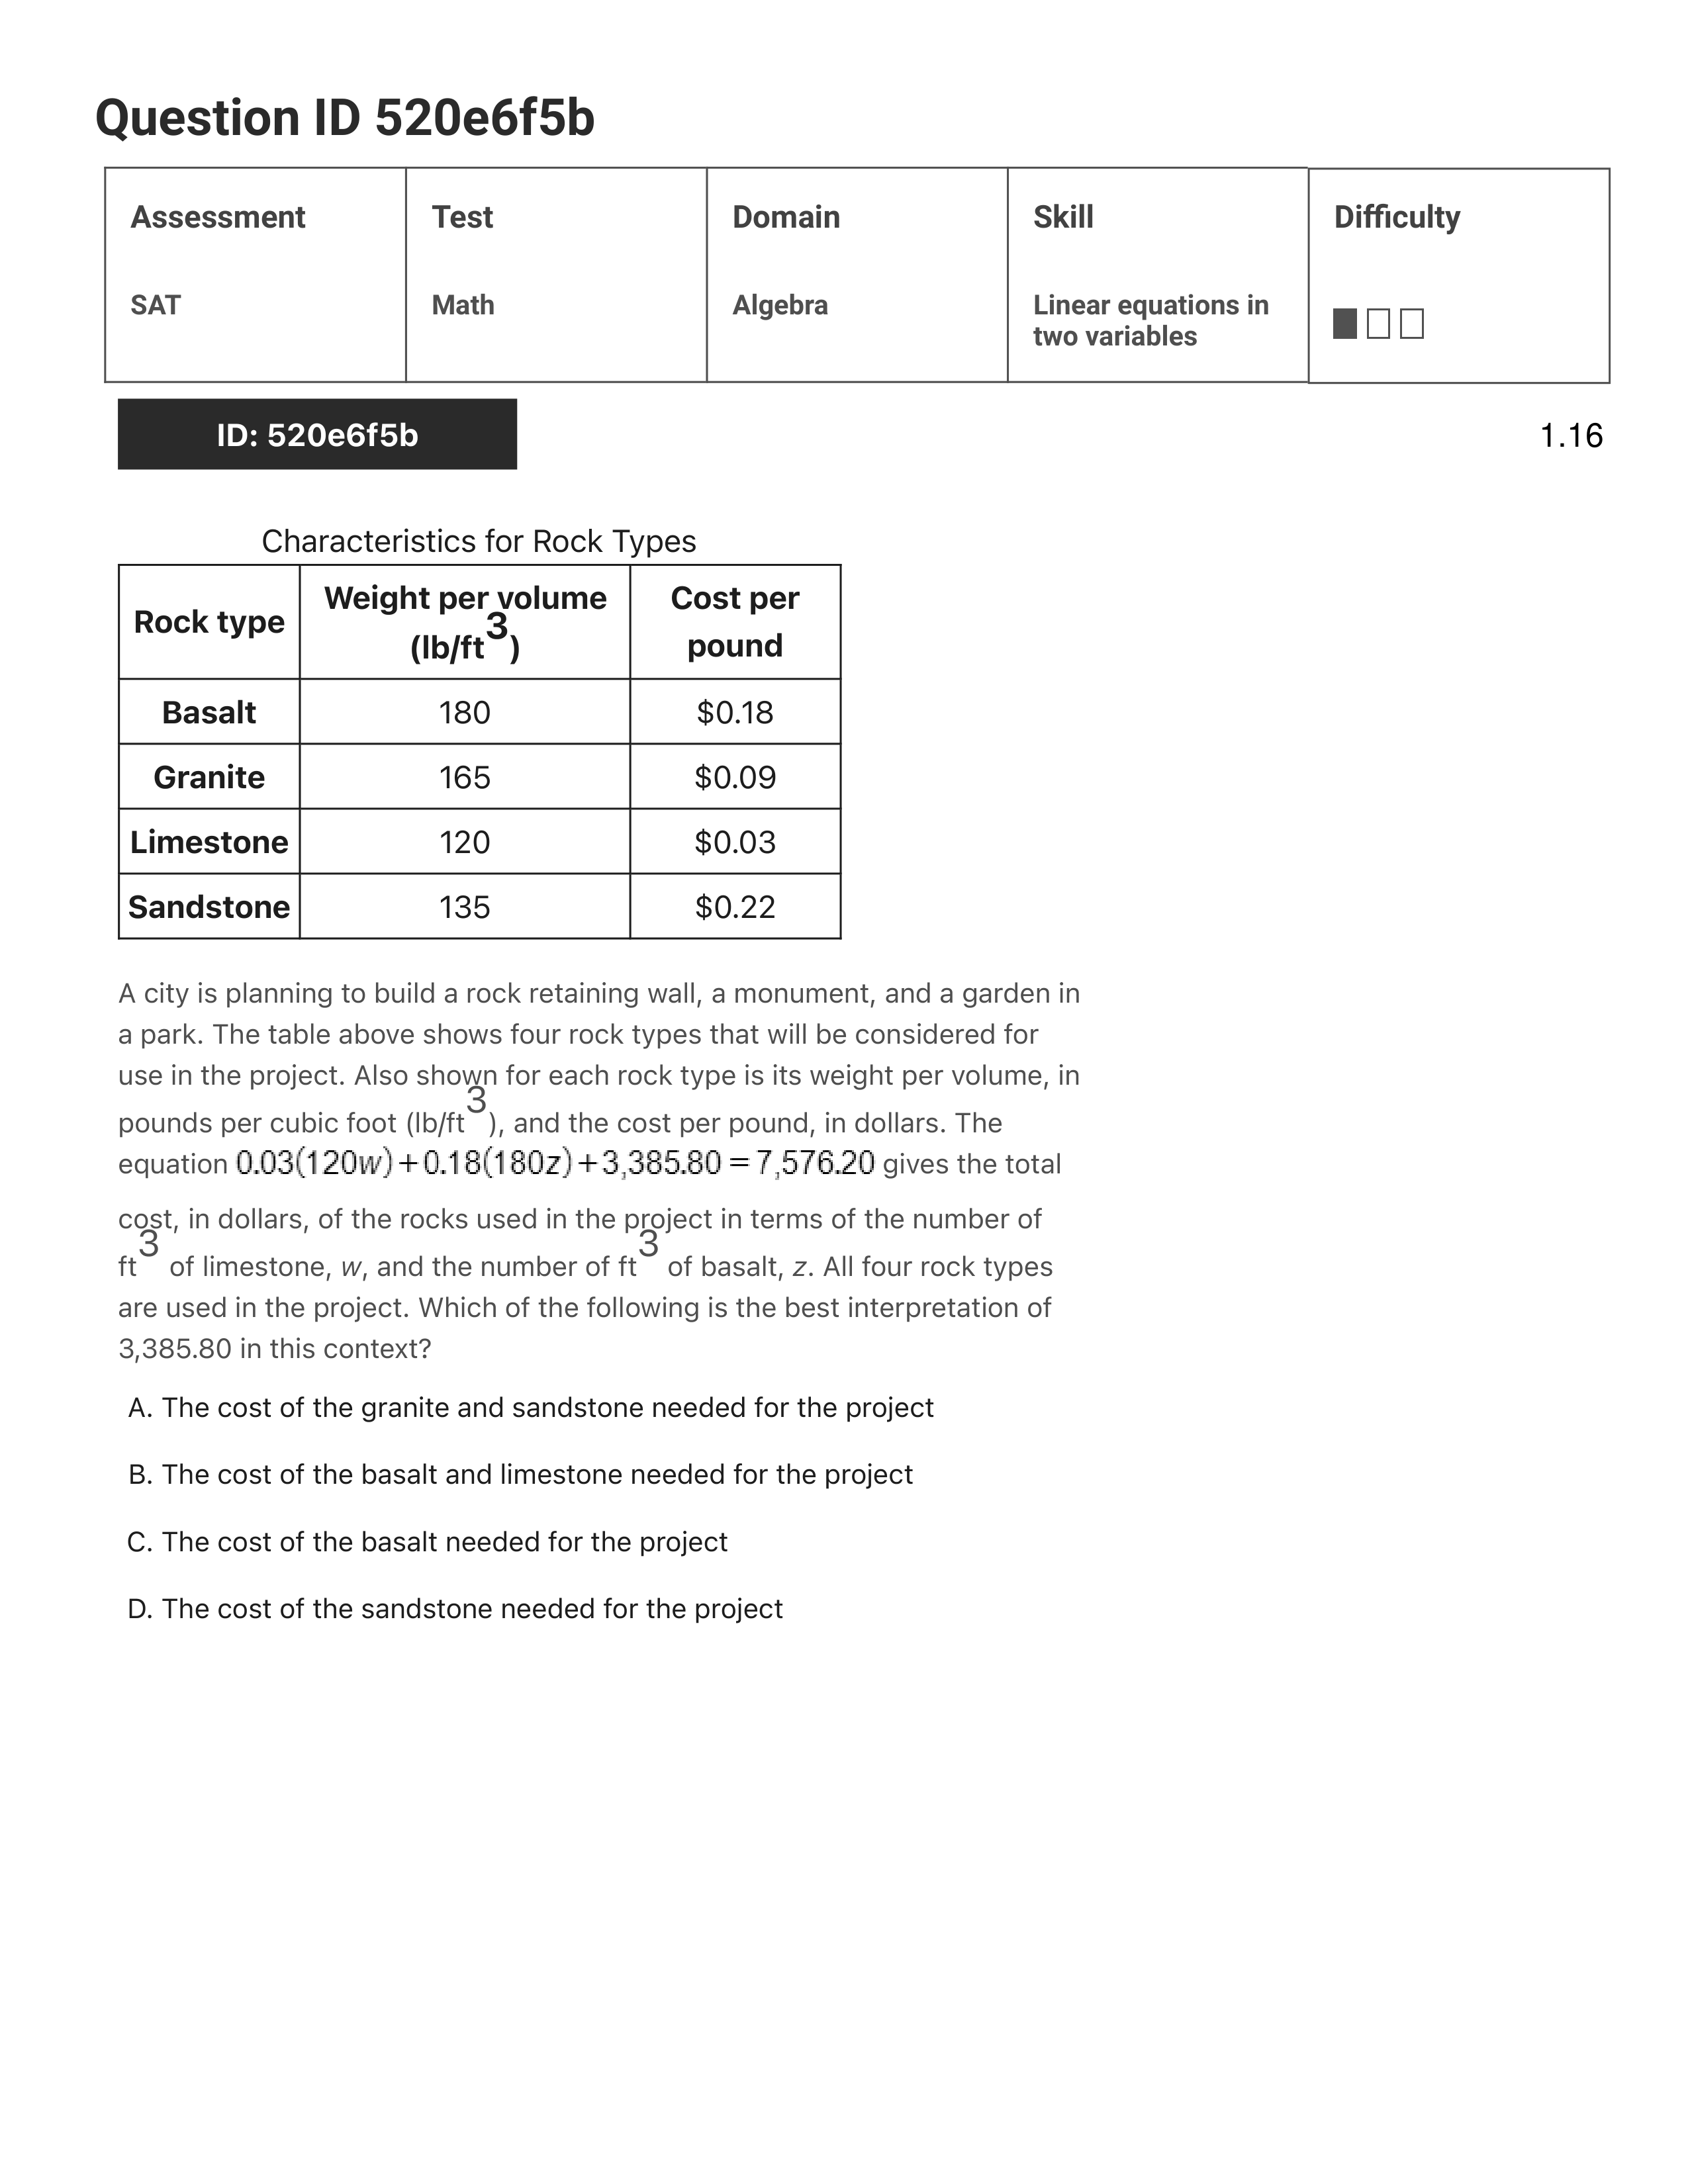 Question ID 520e6f5b
Assessment Test Domain Skill Difficulty
SAT Math Algebra Linear equations in
two variables
ID: 520e6f5b 1.16
Characteristics for Rock Types
Rock type Weight per volume (lb/ft³) Cost per pound
Basalt 180 $0.18
Granite 165 $0.09
Limestone 120 $0.03
Sandstone 135 $0.22
A city is planning to build a rock retaining wall, a monument, and a garden in
a park. The table above shows four rock types that will be considered for
use in the project. Also shown for each rock type is its weight per volume, in
pounds per cubic foot (lb/ft³), and the cost per pound, in dollars. The
equation 0.03(120w)+0.18(180z)+3,385.80=7,576.20 gives the total
cost, in dollars, of the rocks used in the project in terms of the number of
ft³ of limestone, w, and the number of ft³ of basalt, z. All four rock types
are used in the project. Which of the following is the best interpretation of
3,385.80 in this context?
A. The cost of the granite and sandstone needed for the project
B. The cost of the basalt and limestone needed for the project
C. The cost of the basalt needed for the project
D. The cost of the sandstone needed for the project